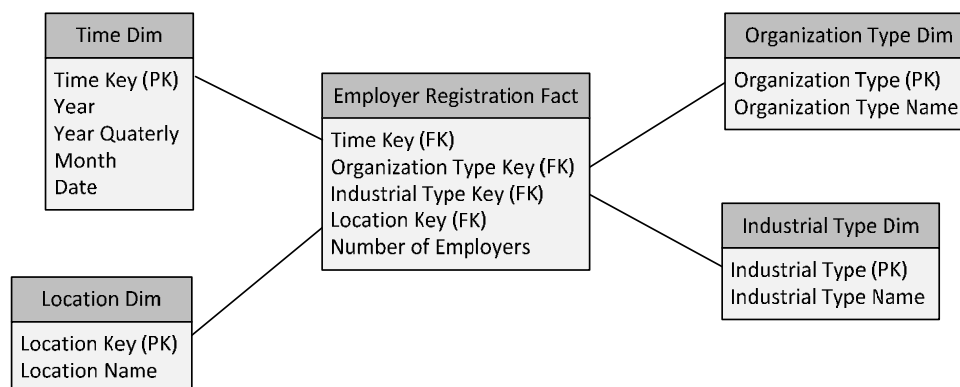 Time Dim
Time Key (PK)
Year
Year Quaterly
Month
Date
Employer Registration Fact
Time Key (FK)
Organization Type Key (FK)
Industrial Type Key (FK)
Location Key (FK)
Number of Employers
Organization Type Dim
Organization Type (PK)
Organization Type Name
Industrial Type Dim
Industrial Type (PK)
Industrial Type Name
Location Dim
Location Key (PK)
Location Name